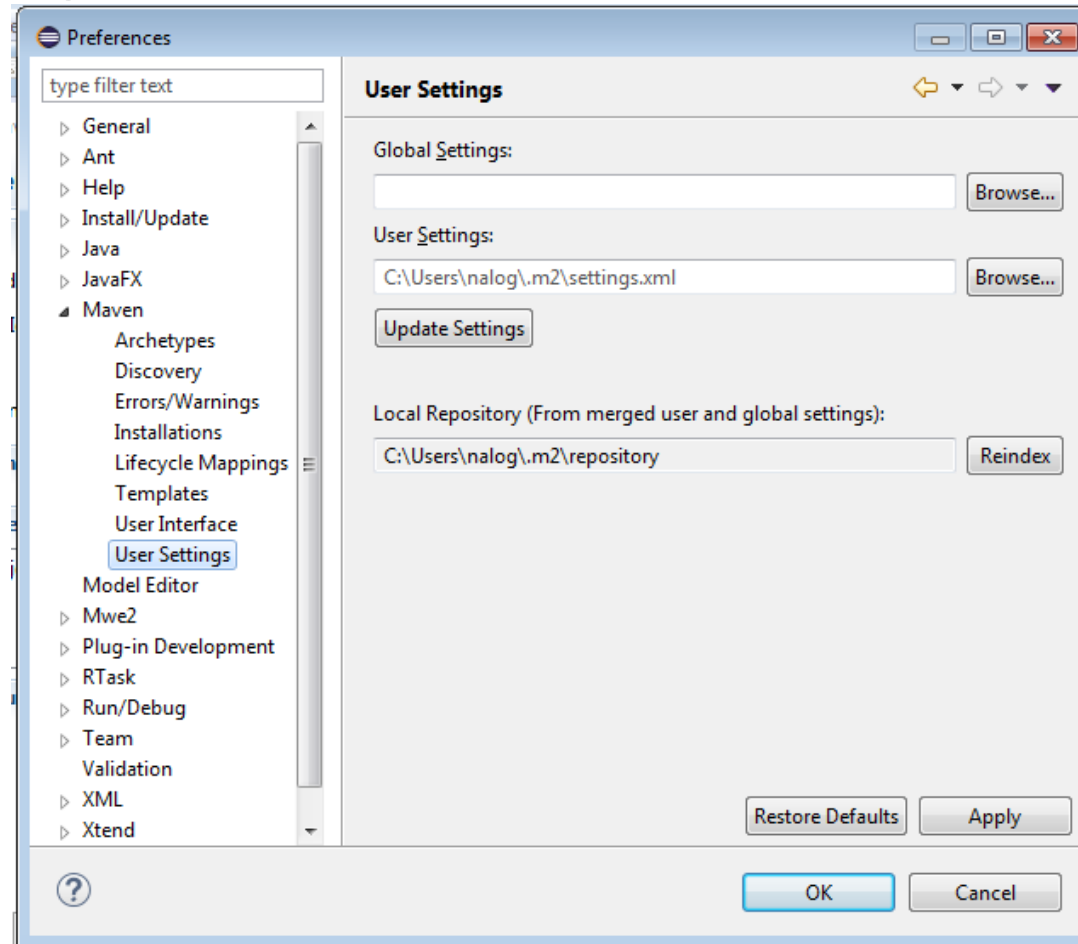 Preferences
type filter text
General
Ant
Help
Install/Update
Java
JavaFX
Maven
Archetypes
Discovery
Errors/Warnings
Installations
Lifecycle Mappings
Templates
User Interface
User Settings
Model Editor
Mwe2
Plug-in Development
RTask
Run/Debug
Team
Validation
XML
Xtend
User Settings
Global Settings:
Browse...
User Settings:
C:\Users\nalog\.m2\settings.xml
Browse...
Update Settings
Local Repository (From merged user and global settings):
C:\Users\nalog\.m2\repository
Reindex
Restore Defaults
Apply
?
OK
Cancel